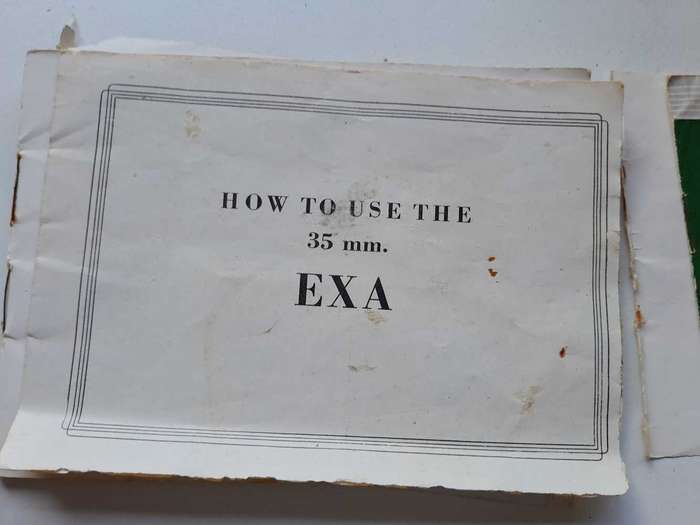 HOW TO USE THE
35 mm.
EXA